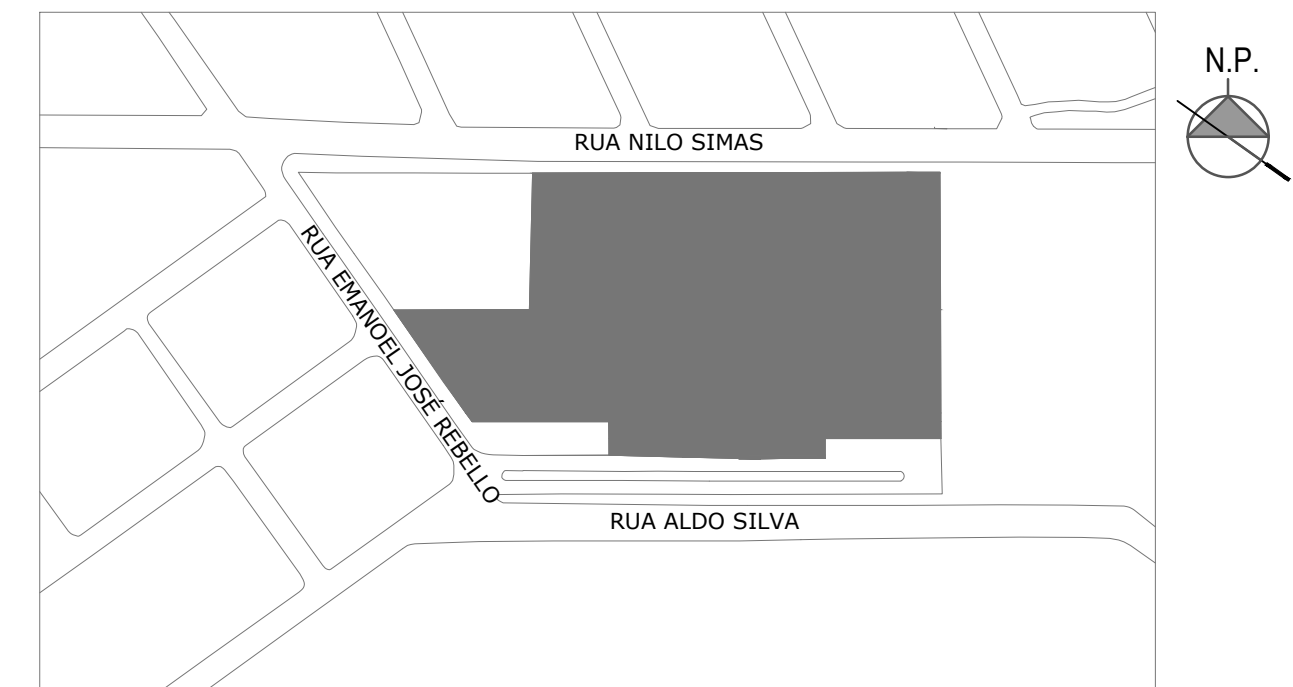 N.P.
RUA NILO SIMAS
RUA EMANOEL JOSÉ REBELLO
RUA ALDO SILVA